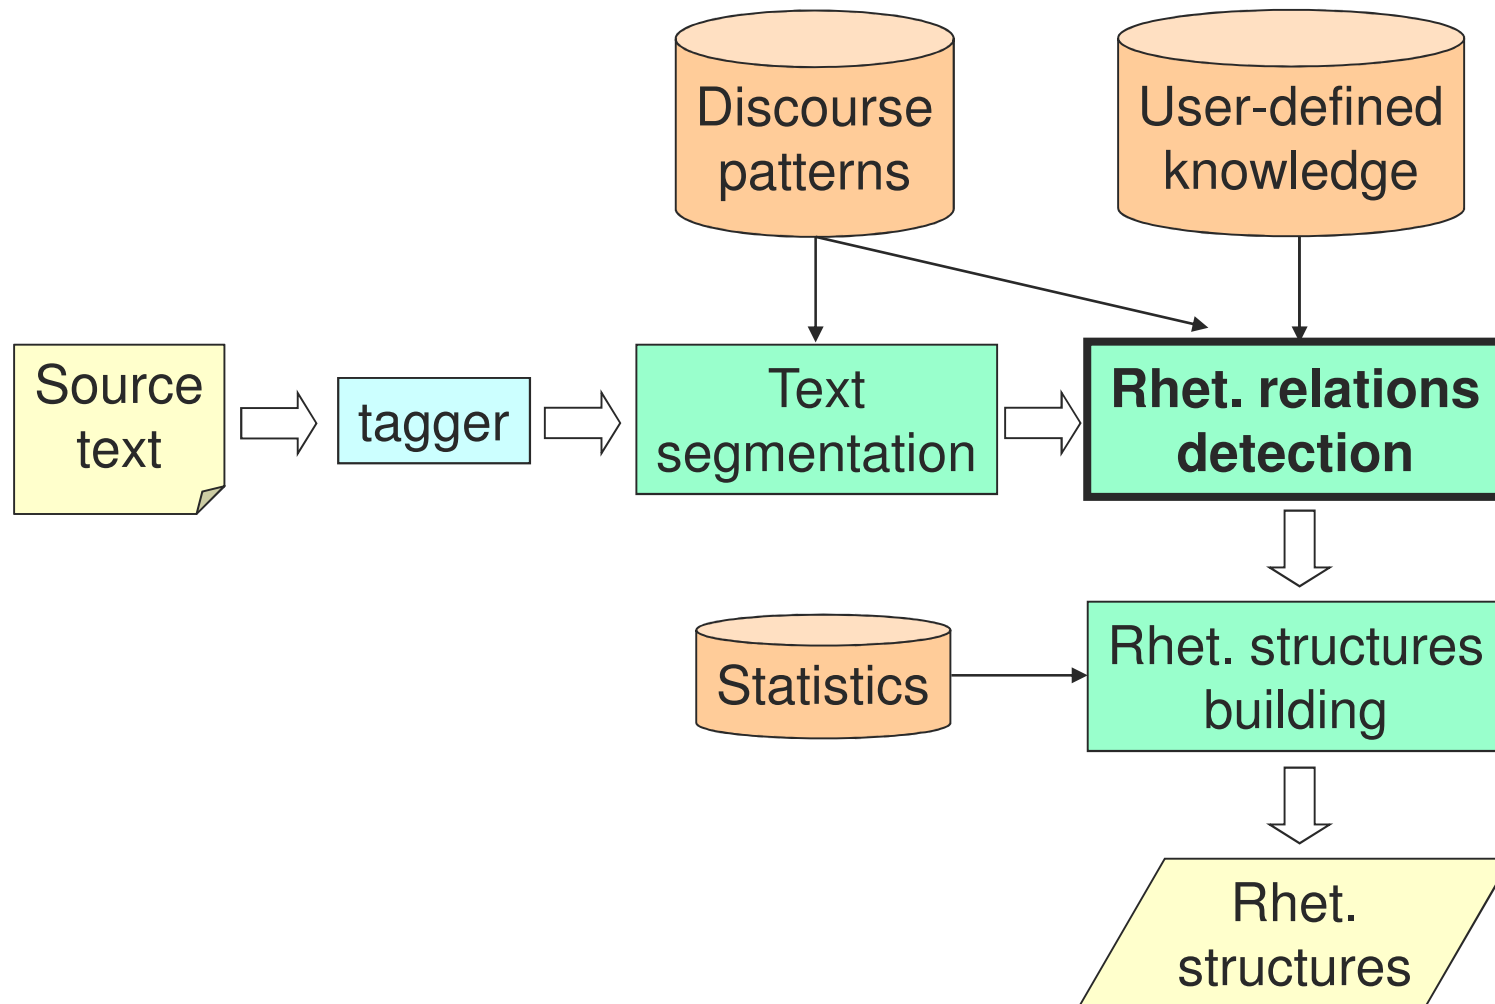 Discourse
patterns
User-defined
knowledge
Source
text
tagger
Text
segmentation
Rhet. relations
detection
Statistics
Rhet. structures
building
Rhet.
structures